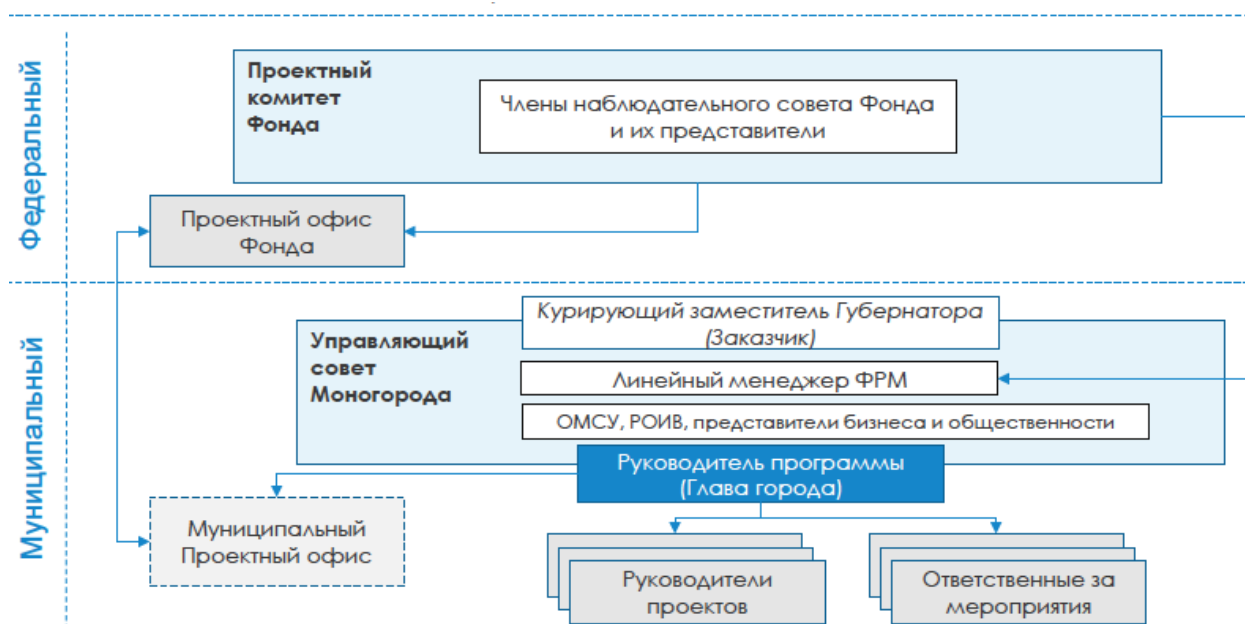 Федеральный
Проектный
комитет
Фонда
Члены наблюдательного совета Фонда
и их представители
Проектный офис
Фонда
Муниципальный
Курирующий заместитель Губернатора
(Заказчик)
Управляющий
совет
Моногорода
Линейный менеджер ФРМ
ОМСУ, РОИВ, представители бизнеса и общественности
Руководитель программы
(Глава города)
Муниципальный
Проектный офис
Руководители
проектов
Ответственные за
мероприятия